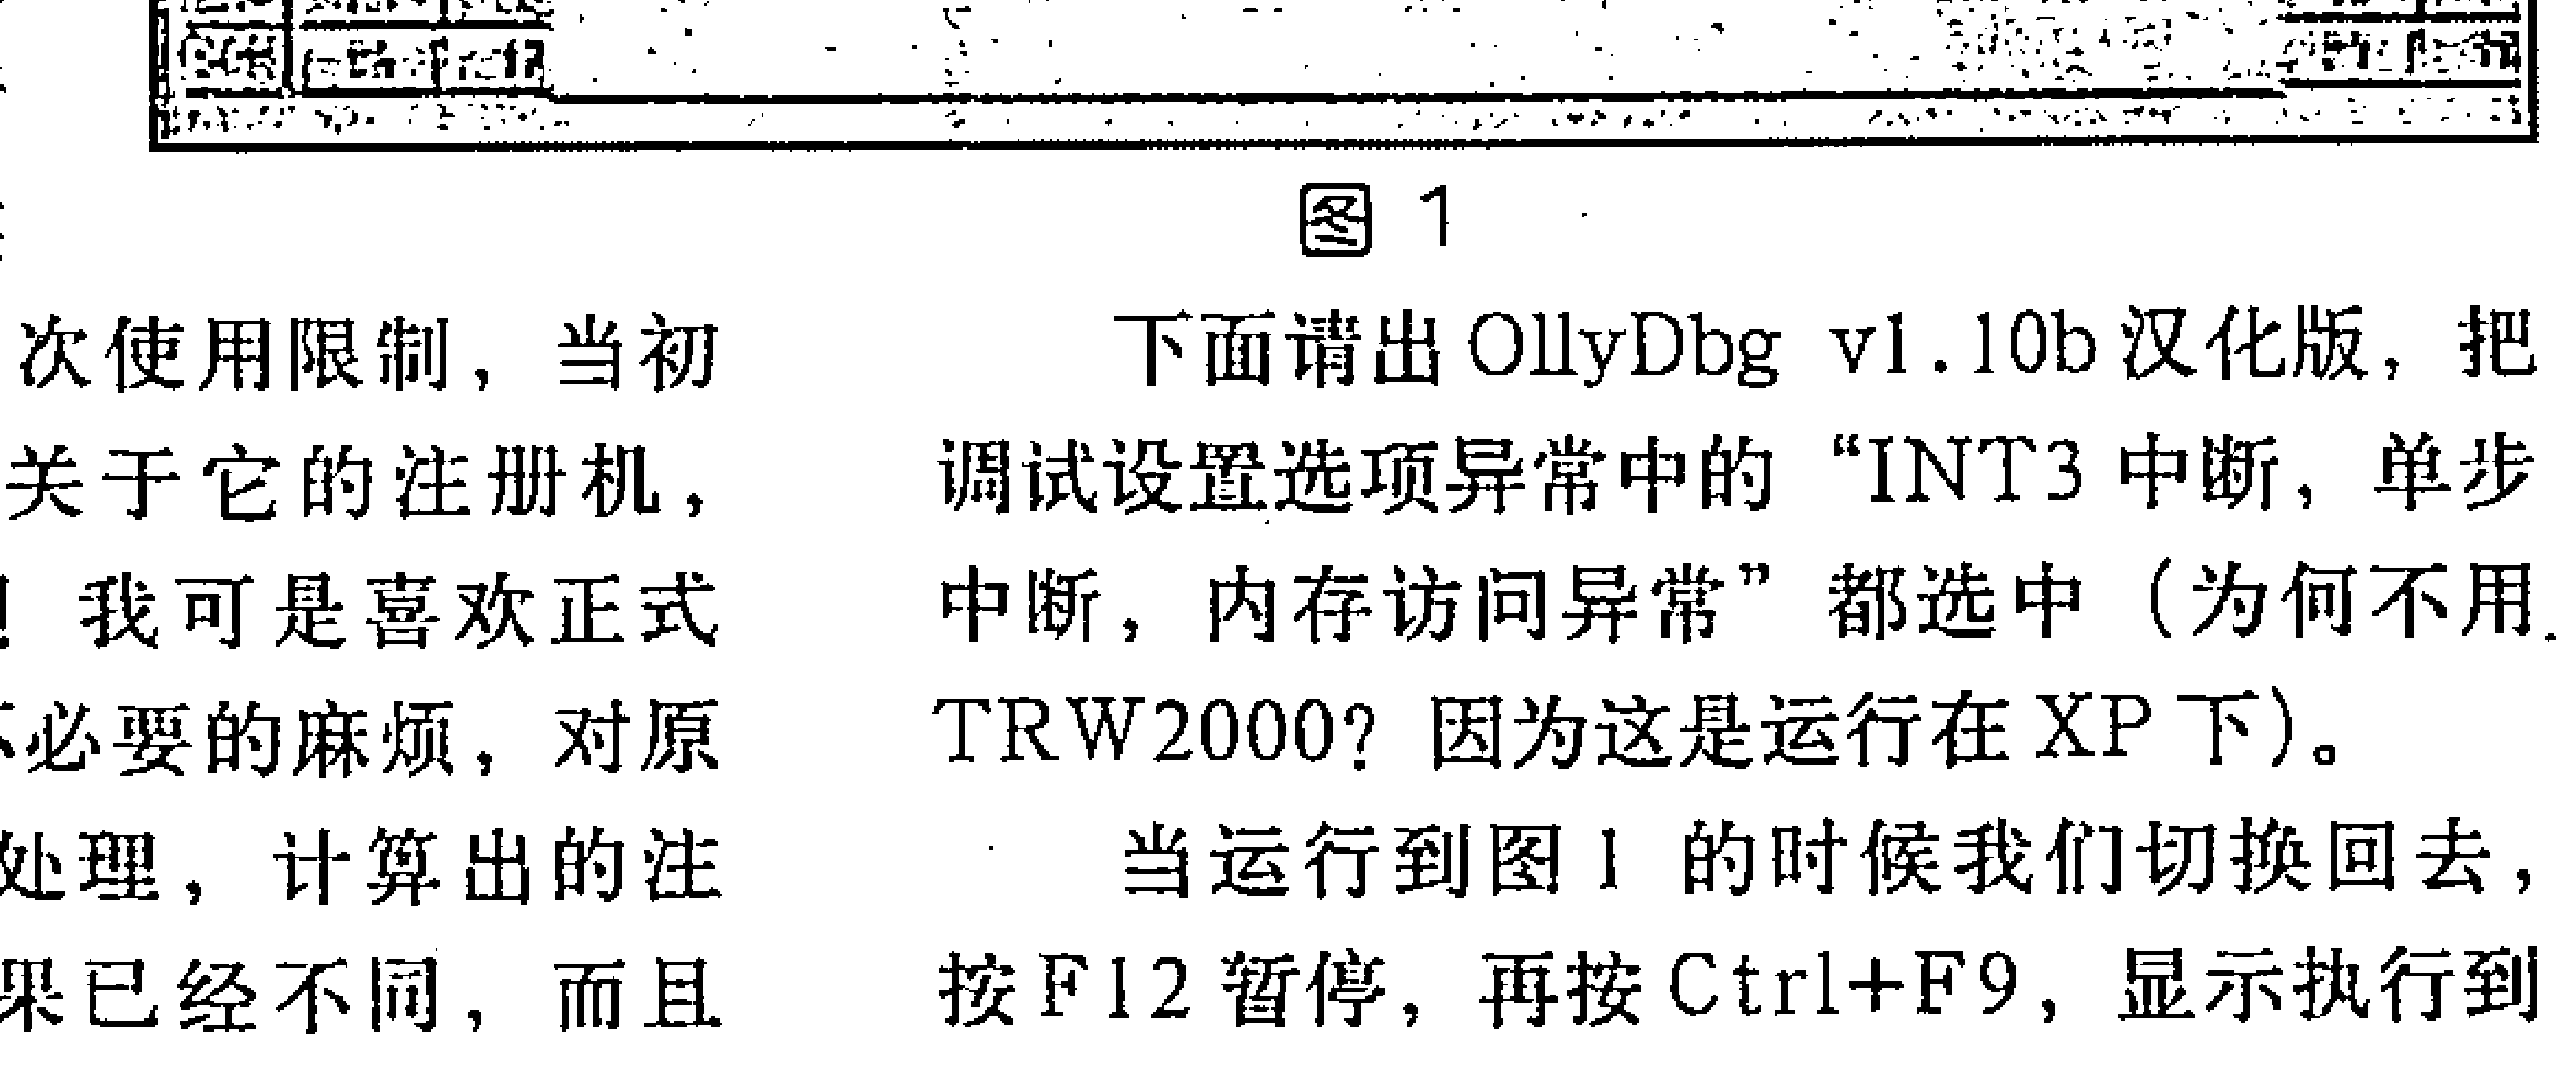 图 1
次使用限制，当初
关于它的注册机，
我可是喜欢正式
必要的麻烦，对原
处理，计算出的注
果已经不同，而且
下面请出 OllyDbg v1.10b 汉化版，把
调试设置选项异常中的“INT3 中断，单步
中断，内存访问异常”都选中（为何不用
TRW2000？因为这是运行在 XP 下）。
当运行到图 1 的时候我们切换回去，
按 F12 暂停，再按 Ctrl+F9，显示执行到